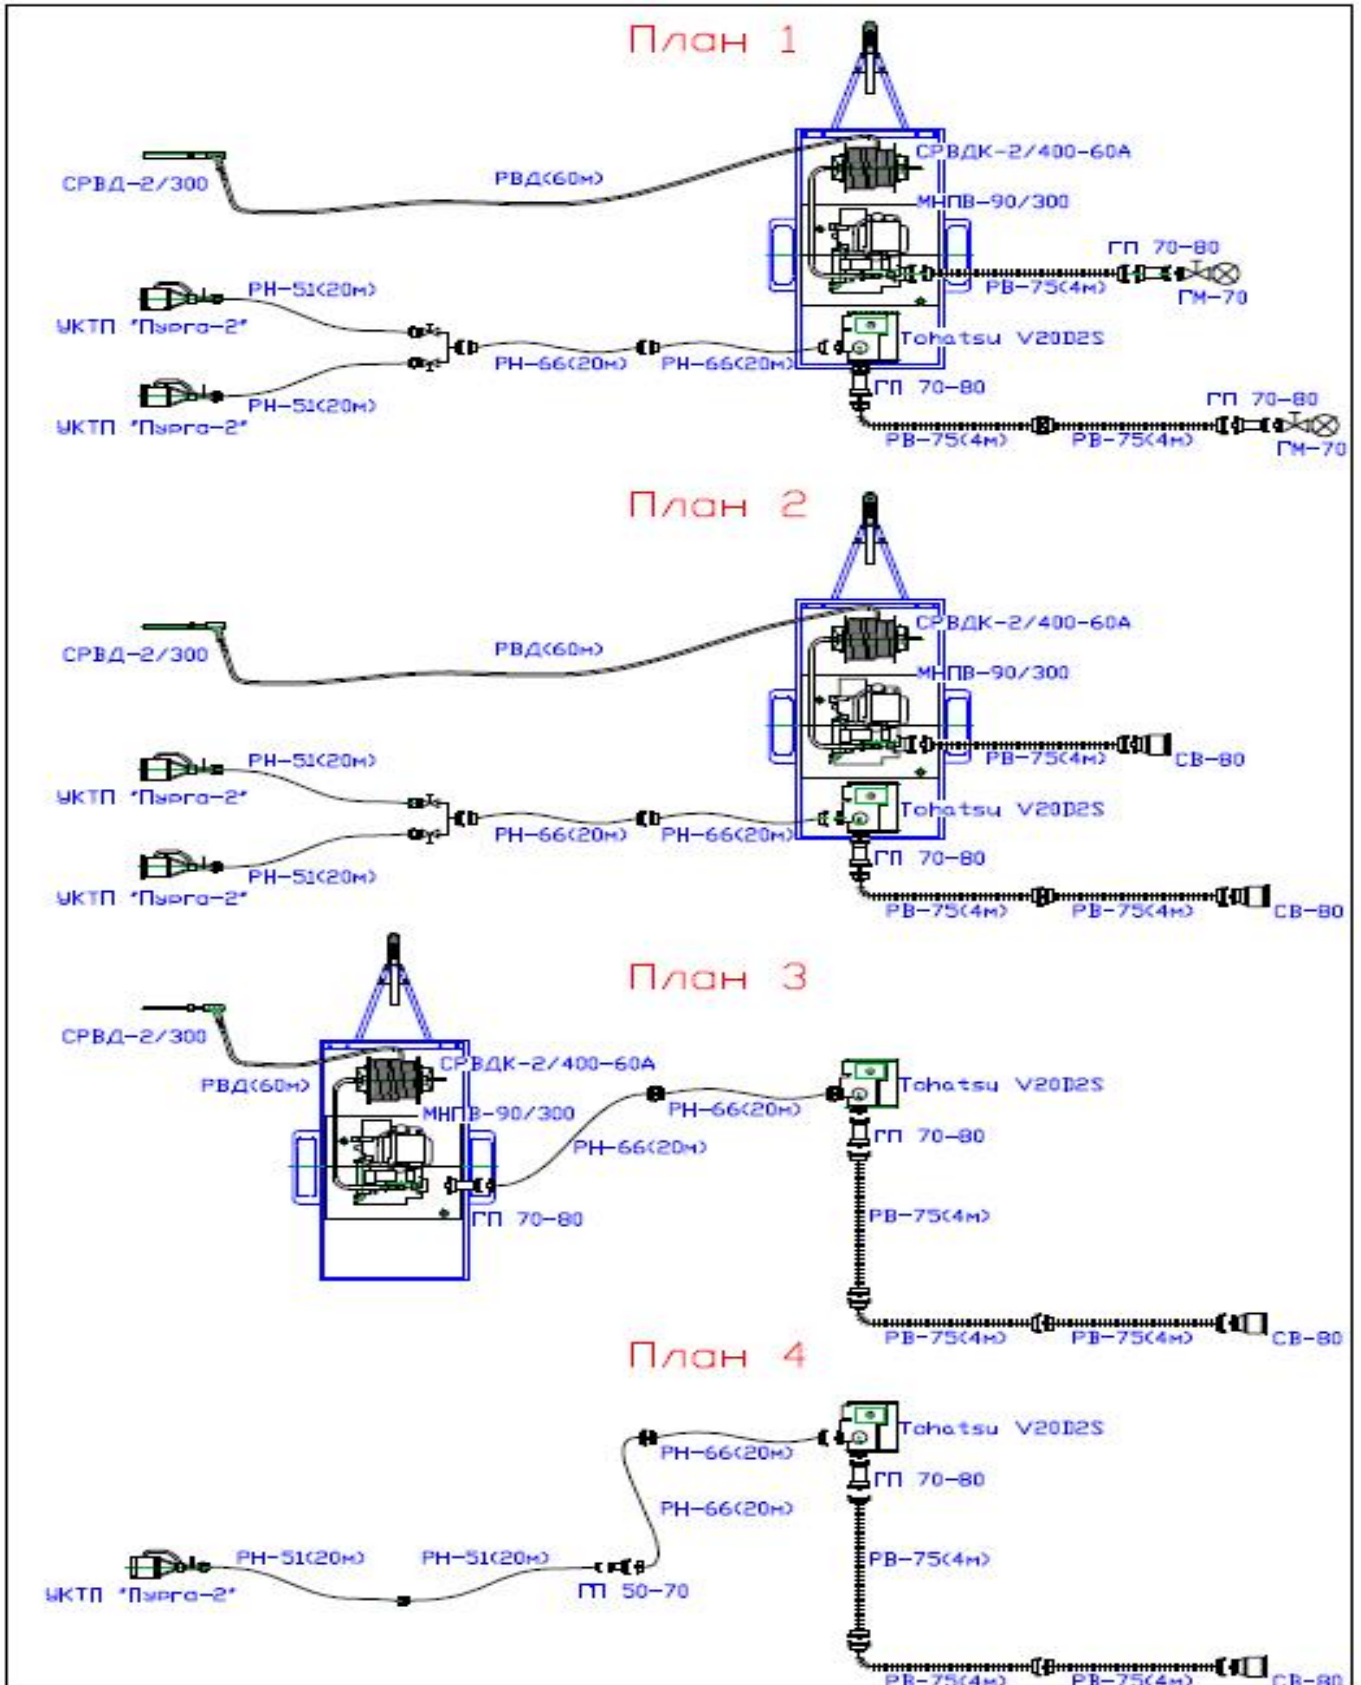 План 1
СРВДК-2/400-60А
СРВД-2/300
РВД(60м)
МНПВ-90/300
ГП 70-80
РН-51(20м)
РВ-75(4м)
ГМ-70
УКТП "Пурга-2"
Tohatsu V20D2S
РН-66(20м)
РН-66(20м)
ГП 70-80
ГП 70-80
РН-51(20м)
УКТП "Пурга-2"
РВ-75(4м)
РВ-75(4м)
ГМ-70
План 2
СРВДК-2/400-60А
СРВД-2/300
РВД(60м)
МНПВ-90/300
РН-51(20м)
РВ-75(4м)
СВ-80
УКТП "Пурга-2"
Tohatsu V20D2S
РН-66(20м)
РН-66(20м)
ГП 70-80
РН-51(20м)
УКТП "Пурга-2"
РВ-75(4м)
РВ-75(4м)
СВ-80
План 3
СРВД-2/300
СРВДК-2/400-60А
РВД(60м)
Tohatsu V20D2S
МНПВ-90/300
РН-66(20м)
ГП 70-80
РН-66(20м)
ГП 70-80
РВ-75(4м)
РВ-75(4м)
РВ-75(4м)
СВ-80
План 4
Tohatsu V20D2S
РН-66(20м)
ГП 70-80
РН-66(20м)
РН-51(20м)
РН-51(20м)
РВ-75(4м)
УКТП "Пурга-2"
ГП 50-70
РВ-75(4м)
РВ-75(4м)
СВ-80